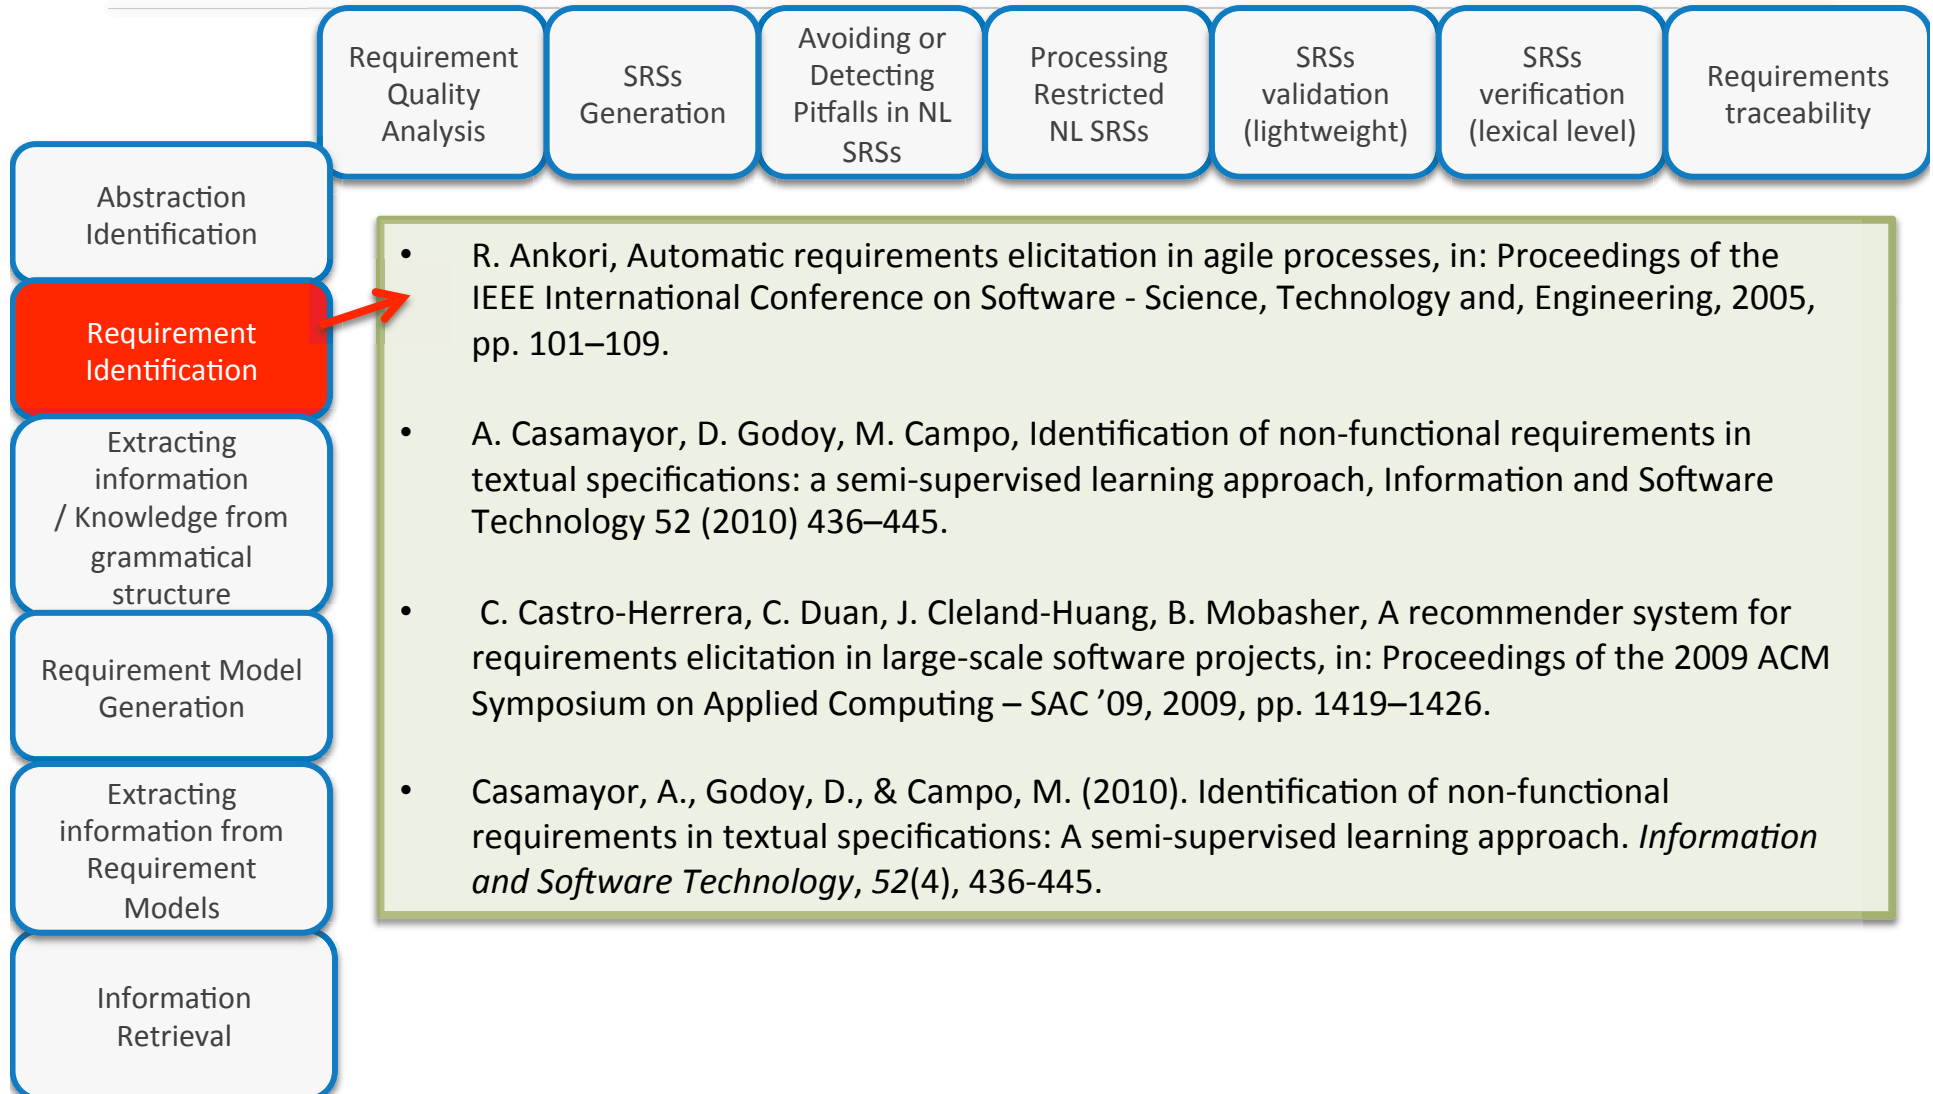 Requirement
Quality
Analysis
SRSs
Generation
Avoiding or
Detecting
Pitfalls in NL
SRSs
Processing
Restricted
NL SRSs
SRSs
validation
(lightweight)
SRSs
verification
(lexical level)
Requirements
traceability
Abstraction
Identification
Requirement
Identification
Extracting
information
/ Knowledge from
grammatical
structure
Requirement Model
Generation
Extracting
information from
Requirement
Models
Information
Retrieval
• R. Ankori, Automatic requirements elicitation in agile processes, in: Proceedings of the
IEEE International Conference on Software - Science, Technology and, Engineering, 2005,
pp. 101–109.
• A. Casamayor, D. Godoy, M. Campo, Identification of non-functional requirements in
textual specifications: a semi-supervised learning approach, Information and Software
Technology 52 (2010) 436–445.
• C. Castro-Herrera, C. Duan, J. Cleland-Huang, B. Mobasher, A recommender system for
requirements elicitation in large-scale software projects, in: Proceedings of the 2009 ACM
Symposium on Applied Computing – SAC ’09, 2009, pp. 1419–1426.
• Casamayor, A., Godoy, D., & Campo, M. (2010). Identification of non-functional
requirements in textual specifications: A semi-supervised learning approach. Information
and Software Technology, 52(4), 436-445.